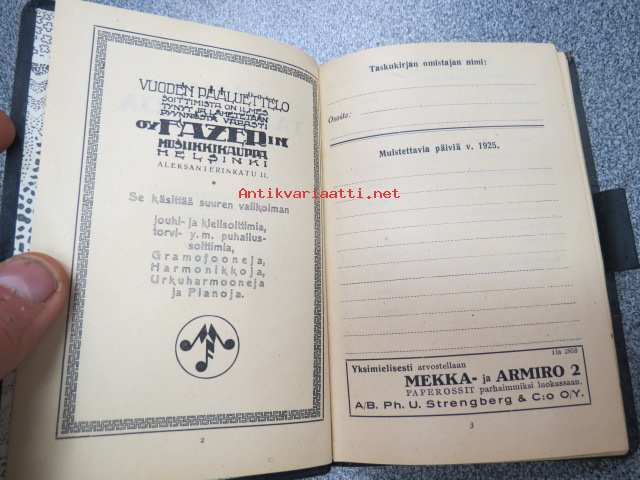 VUODEN PÄÄLUETTELO
SOITTIMISTA ON ILMES
TYNYT JA LÄHETETÄÄN
PYYNNÖSTÄ VAPAASTI
OY FAZERIN
MUSIIKKIKAUPPA
HELSINKI
ALEKSANTERINKATU 11.
*
Se käsittää suuren valikoiman
jouhi- ja kielisoittimia,
torvi- y. m. puhallus-
soittimia,
Gramofooneja,
Harmonikkoja,
Urkuharmooneja
ja Pianoja.
MF
2
Taskukirjan omistajan nimi:
Osoite:
Muistettavia päiviä v. 1925.
Antikvariaatti.net
Yksimielisesti arvostellaan
MEKKA- ja ARMIRO 2
PAPEROSSIT parhaimmiksi luokassaan.
A/B. Ph. U. Strengberg & C:o O/Y.
3